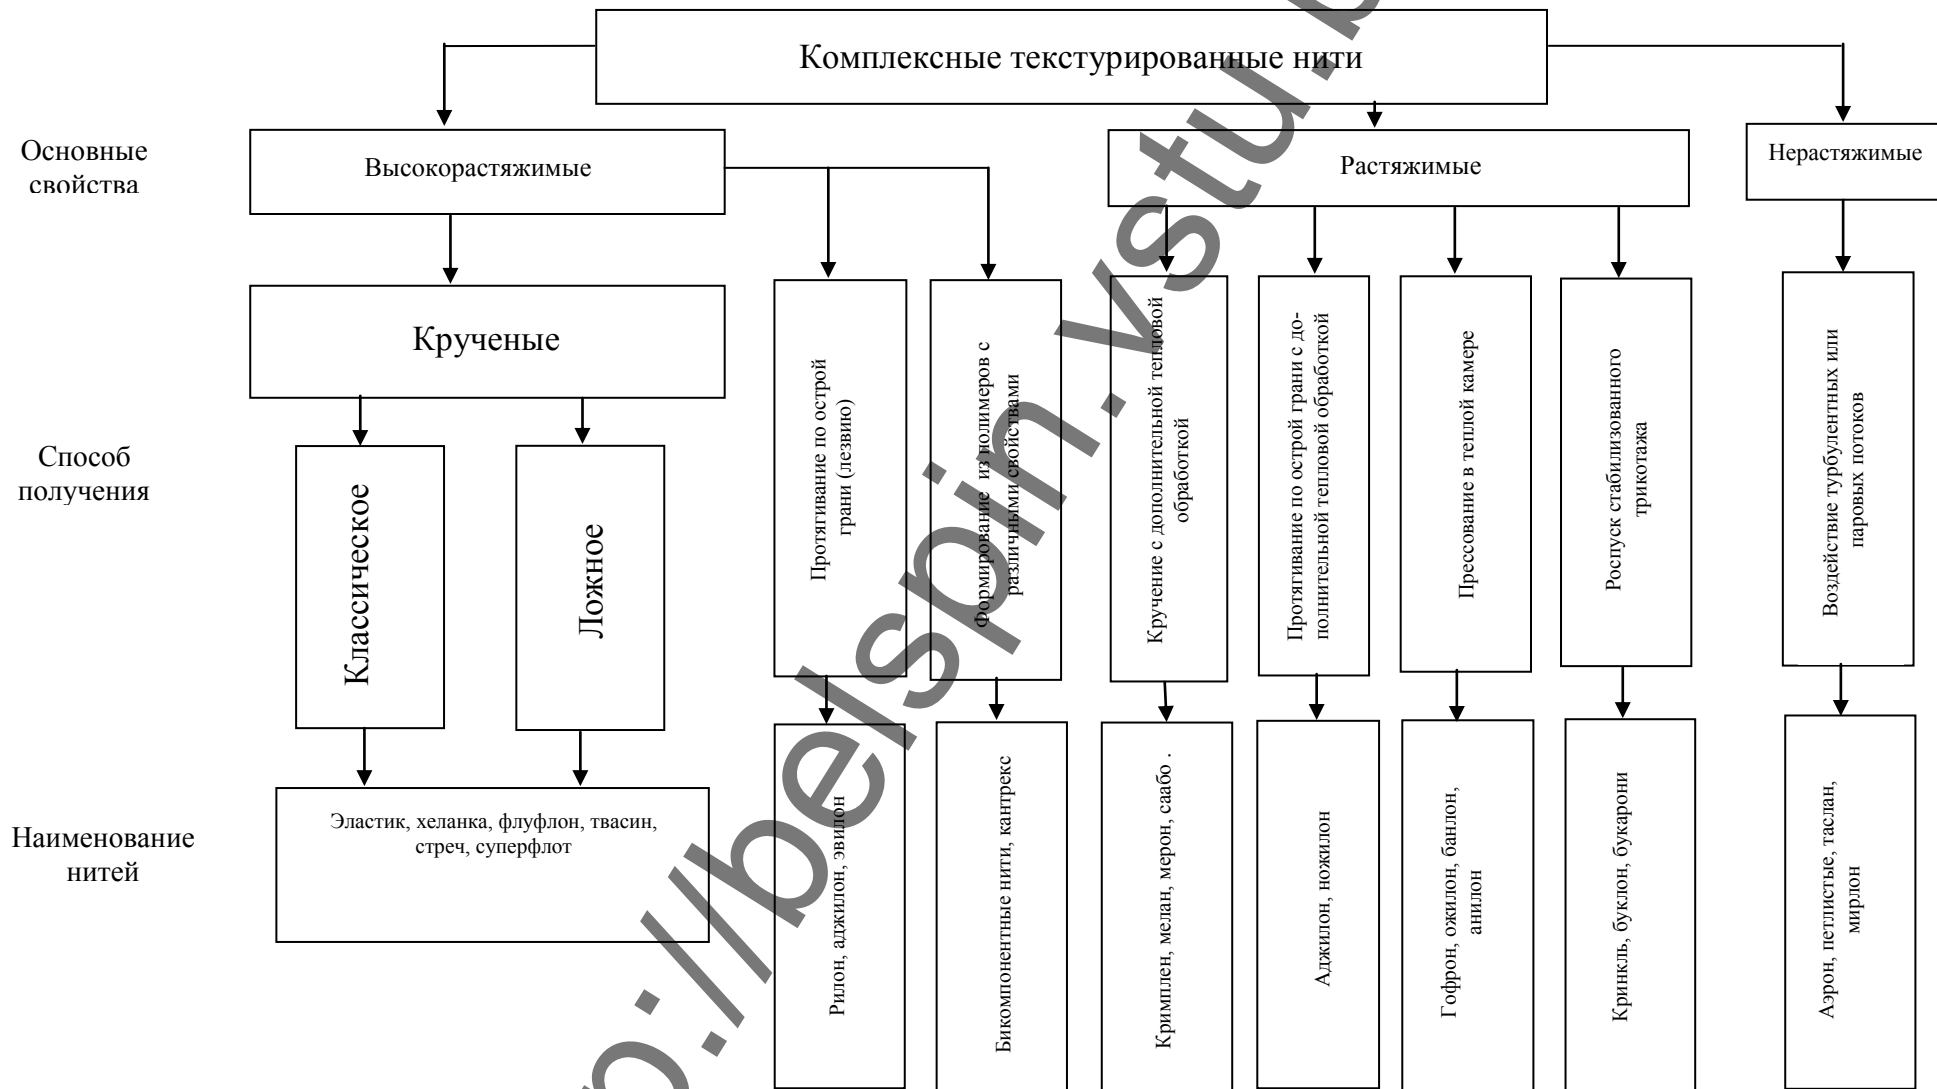 Комплексные текстурированные нити
Основные
свойства
Высокорастяжимые
Растяжимые
Нерастяжимые
Способ
получения
Крученые
Классическое
Ложное
Протягивание по острой
грани (лезвию)
Формирование из полимеров с
различными свойствами
Кручение с дополнительной тепловой
обработкой
Протягивание по острой грани с до-
полнительной тепловой обработкой
Прессование в теплой камере
Роспуск стабилизованного
трикотажа
Воздействие турбулентных или
паровых потоков
Наименование
нитей
Эластик, хеланка, флуфлон, твасин,
стреч, суперфлот
Рилон, аджилон, эвилон
Бикомпонентные нити, кантрекс
Кримплен, мелан, мерон, саабо .
Аджилон, ножилон
Гофрон, ожилон, банлон,
анилон
Кринкль, буклон, букарони
Аэрон, петлистые, таслан,
мирлон
p://belspin.vstu.b